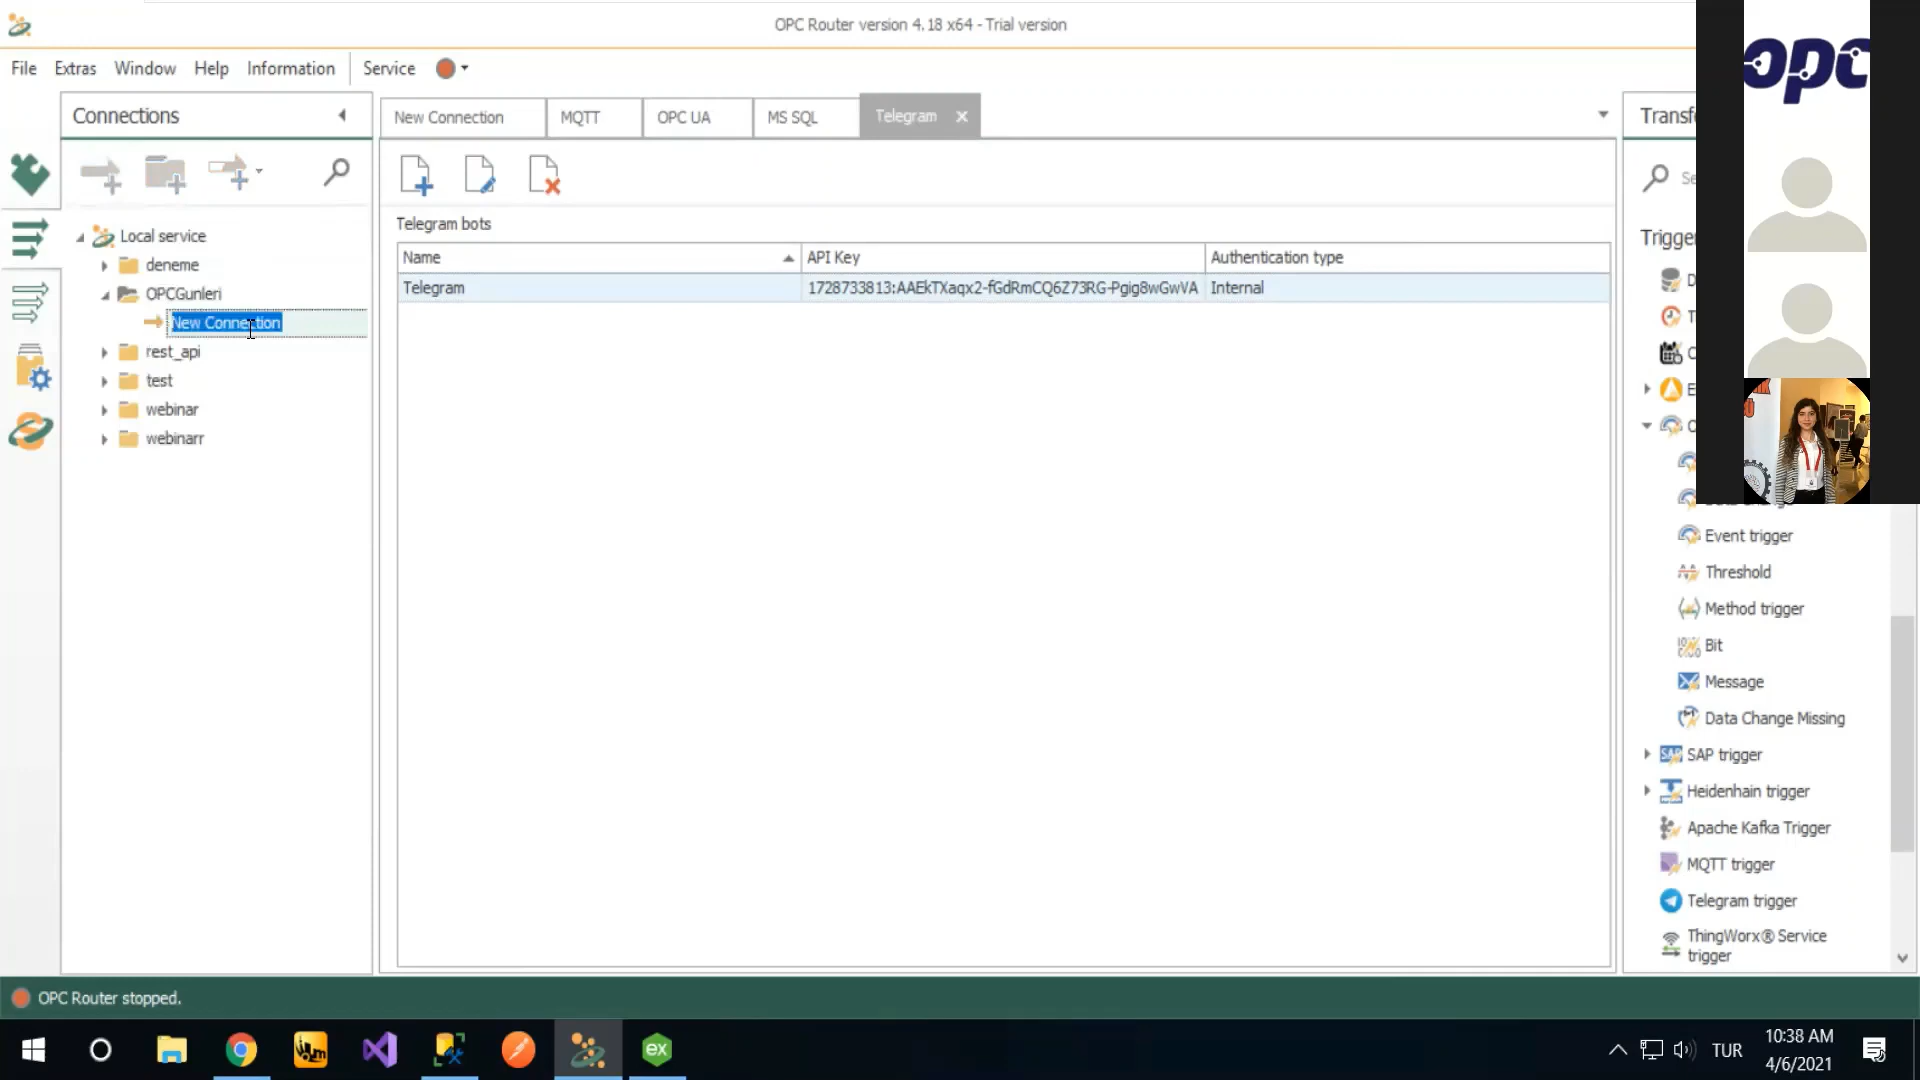 OPC Router version 4.18 x64 - Trial version
File Extras Window Help Information Service
Connections
New Connection MQTT OPC UA MS SQL Telegram
Transf
opc
Telegram bots
Name API Key Authentication type
Telegram 1728733813:AAEkTXaqx2-fGdRmCQ6Z73RG-Pgig8wGwVA Internal
Local service
deneme
OPCGunleri
New Connection
rest_api
test
webinar
webinarr
Se
Trigge
Event trigger
Threshold
Method trigger
Bit
Message
Data Change Missing
SAP trigger
Heidenhain trigger
Apache Kafka Trigger
MQTT trigger
Telegram trigger
ThingWorx® Service
trigger
OPC Router stopped.
ex
TUR
10:38 AM
4/6/2021